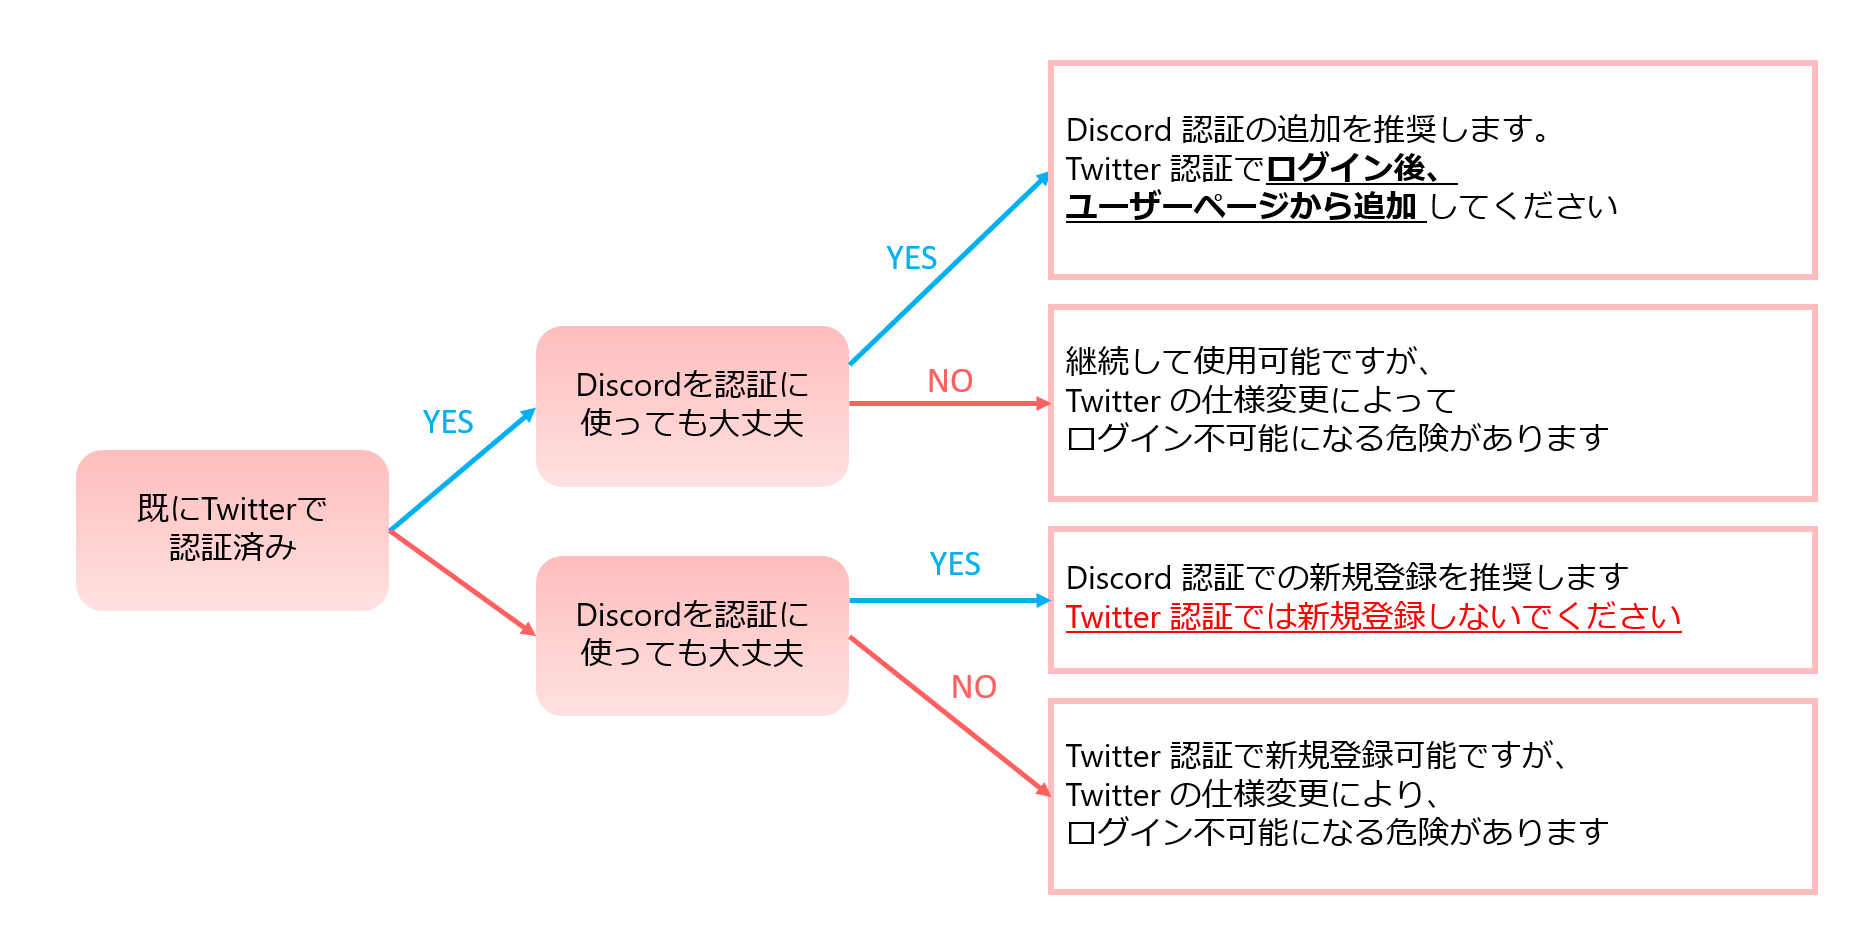 既にTwitterで
認証済み
YES
Discordを認証に
使っても大丈夫
YES
Discord 認証の追加を推奨します。
Twitter 認証でログイン後、
ユーザーページから追加 してください
NO
継続して使用可能ですが、
Twitter の仕様変更によって
ログイン不可能になる危険があります
Discordを認証に
使っても大丈夫
YES
Discord 認証での新規登録を推奨します
Twitter 認証では新規登録しないでください
NO
Twitter 認証で新規登録可能ですが、
Twitter の仕様変更により、
ログイン不可能になる危険があります